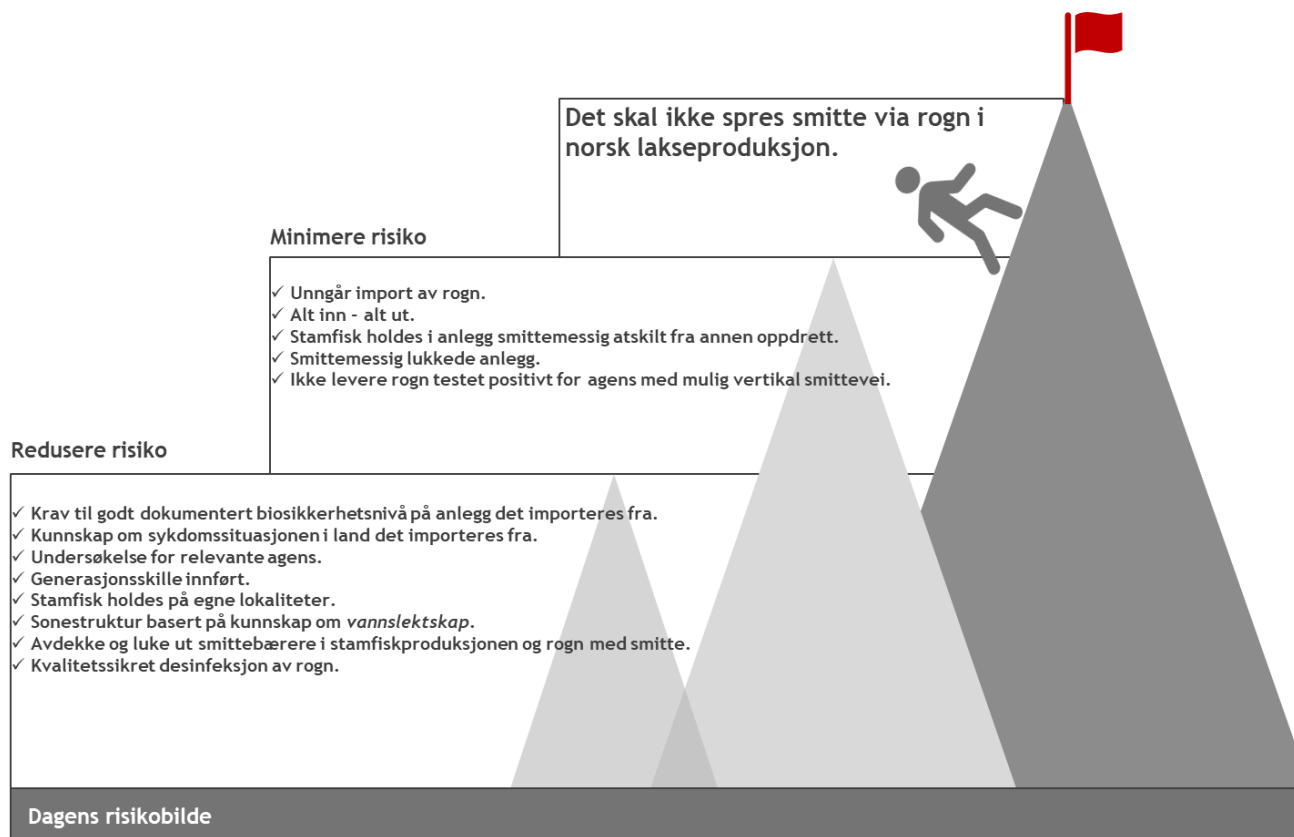 Det skal ikke spres smitte via rogn i
norsk lakseproduksjon.
Minimere risiko
✓ Unngår import av rogn.
✓ Alt inn – alt ut.
✓ Stamfisk holdes i anlegg smittemessig atskilt fra annen oppdrett.
✓ Smittemessig lukkede anlegg.
✓ Ikke levere rogn testet positivt for agens med mulig vertikal smittevei.
Redusere risiko
✓ Krav til godt dokumentert biosikkerhetsnivå på anlegg det importeres fra.
✓ Kunnskap om sykdomssituasjonen i land det importeres fra.
✓ Undersøkelse for relevante agens.
✓ Generasjonsskille innført.
✓ Stamfisk holdes på egne lokaliteter.
✓ Sonestruktur basert på kunnskap om vannslektskap.
✓ Avdekke og luke ut smittebærere i stamfiskproduksjonen og rogn med smitte.
✓ Kvalitetssikret desinfeksjon av rogn.
Dagens risikobilde